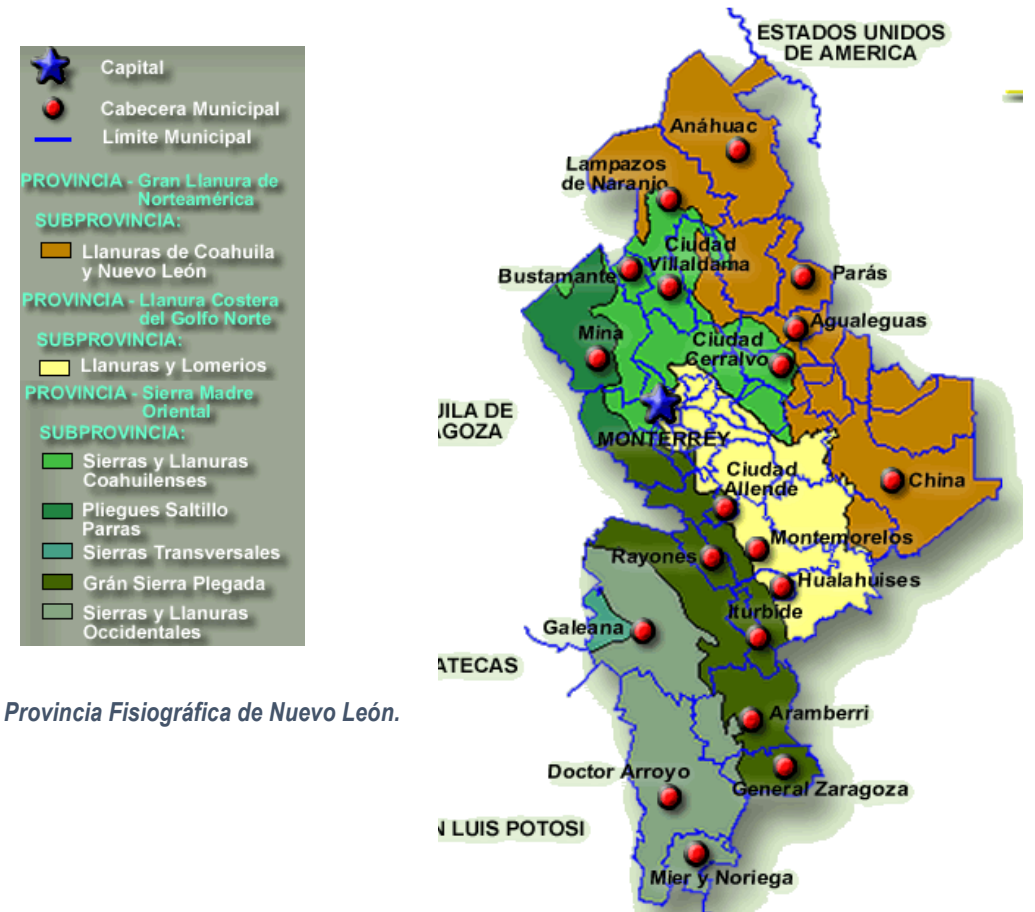 Capital
Cabecera Municipal
Límite Municipal
PROVINCIA - Gran Llanura de
Norteamérica
SUBPROVINCIA:
Llanuras de Coahuila
y Nuevo León
PROVINCIA - Llanura Costera
del Golfo Norte
SUBPROVINCIA:
Llanuras y Lomerios
PROVINCIA - Sierra Madre
Oriental
SUBPROVINCIA:
Sierras y Llanuras
Coahuilenses
Pliegues Saltillo
Parras
Sierras Transversales
Grán Sierra Plegada
Sierras y Llanuras
Occidentales
Provincia Fisiográfica de Nuevo León.
ESTADOS UNIDOS
DE AMERICA
Anáhuac
Lampazos
de Naranjo
Ciudad
Villaldama
Bustamante
Parás
Agualeguas
Mina
Ciudad
Cerralvo
UILA DE
AGOZA
MONTERREY
Ciudad
Allende
China
Montemorelos
Rayones
Hualahuises
Iturbide
Galeana
ATECAS
Aramberri
Doctor Arroyo
General Zaragoza
N LUIS POTOSI
Mier y Noriega